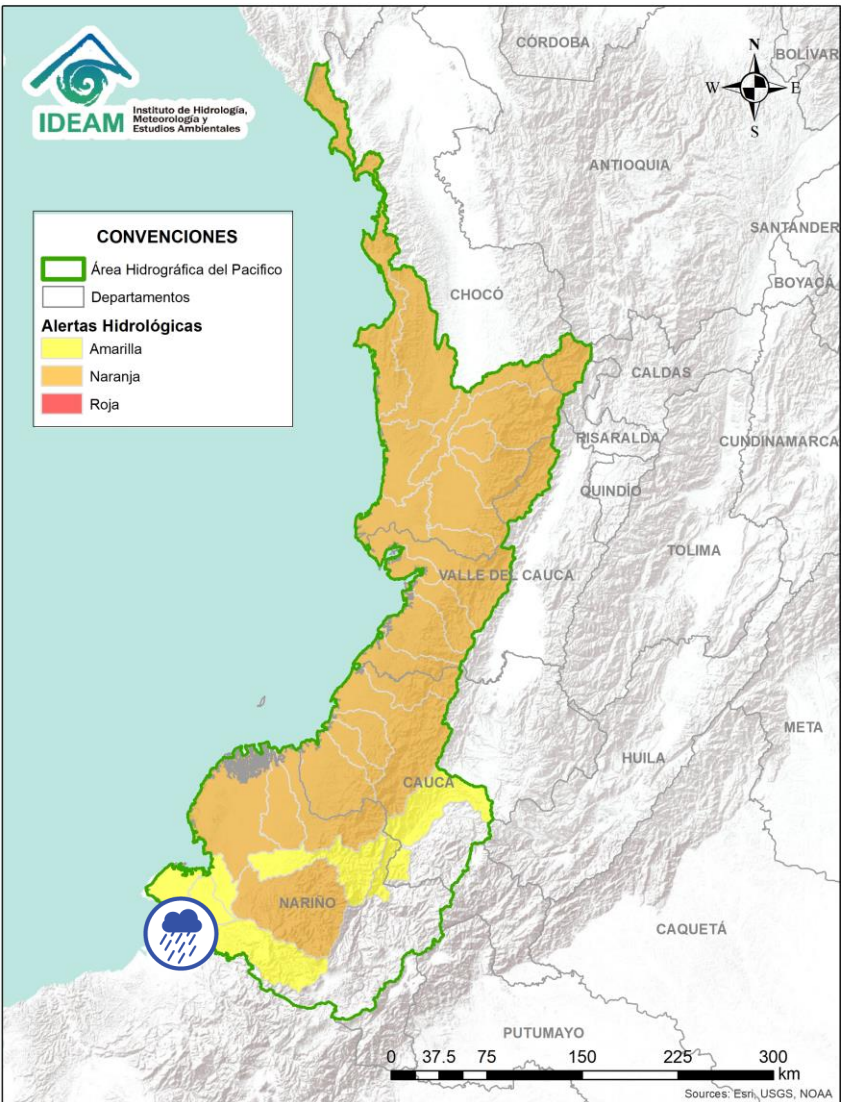 IDEAM
Instituto de Hidrología,
Meteorología y
Estudios Ambientales
CÓRDOBA
BOLÍVAR
N
W
E
S
ANTIOQUIA
SANTANDER
BOYACÁ
CONVENCIONES
Área Hidrográfica del Pacifico
Departamentos
Alertas Hidrológicas
Amarilla
Naranja
Roja
CHOCÓ
CALDAS
RISARALDA
CUNDINAMARCA
QUINDÍO
TOLIMA
VALLE DEL CAUCA
META
HUILA
CAUCA
NARIÑO
CAQUETÁ
PUTUMAYO
0 37.5 75 150 225 300
km
Sources: Esri, USGS, NOAA